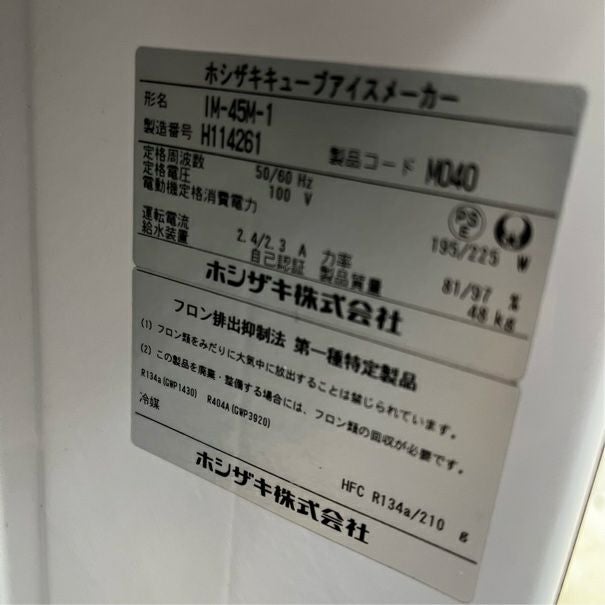 ホシザキキューブアイスメーカー
形名 IM-45M-1
製造番号 H114261 製品コード M040
定格周波数 50/60 Hz
定格電圧 100 V
電動機定格消費電力 195/225 W
運転電流 2.4/2.3 A 力率 81/97 %
給水装置 自己認証 製品質量 48 kg
ホシザキ株式会社
PS
E
フロン排出抑制法 第一種特定製品
(1) フロン類をみだりに大気中に放出することは禁じられています。
(2) この製品を廃棄・整備する場合には、フロン類の回収が必要です。
R134a(GWP1430) R404A(GWP3920)
冷媒 HFC R134a/210 g
ホシザキ株式会社